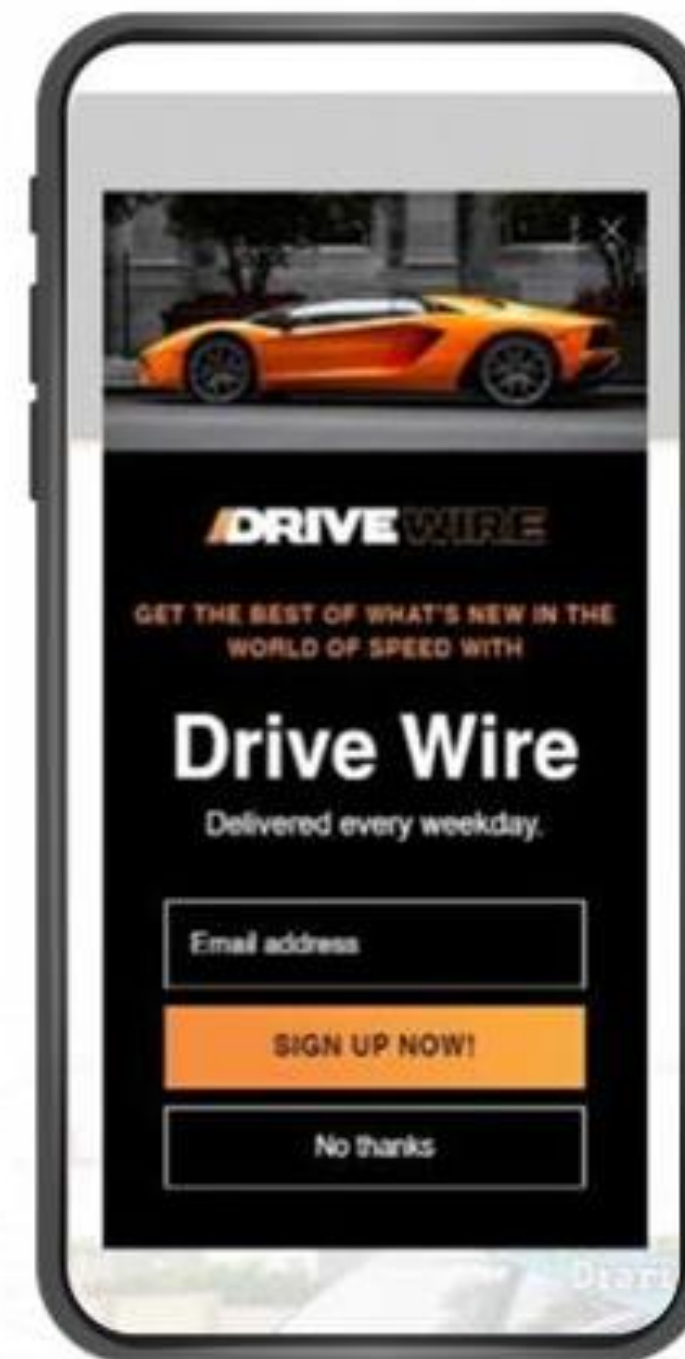 DRIVE WIRE
GET THE BEST OF WHAT'S NEW IN THE
WORLD OF SPEED WITH
Drive Wire
Delivered every weekday.
Email address
SIGN UP NOW!
No thanks